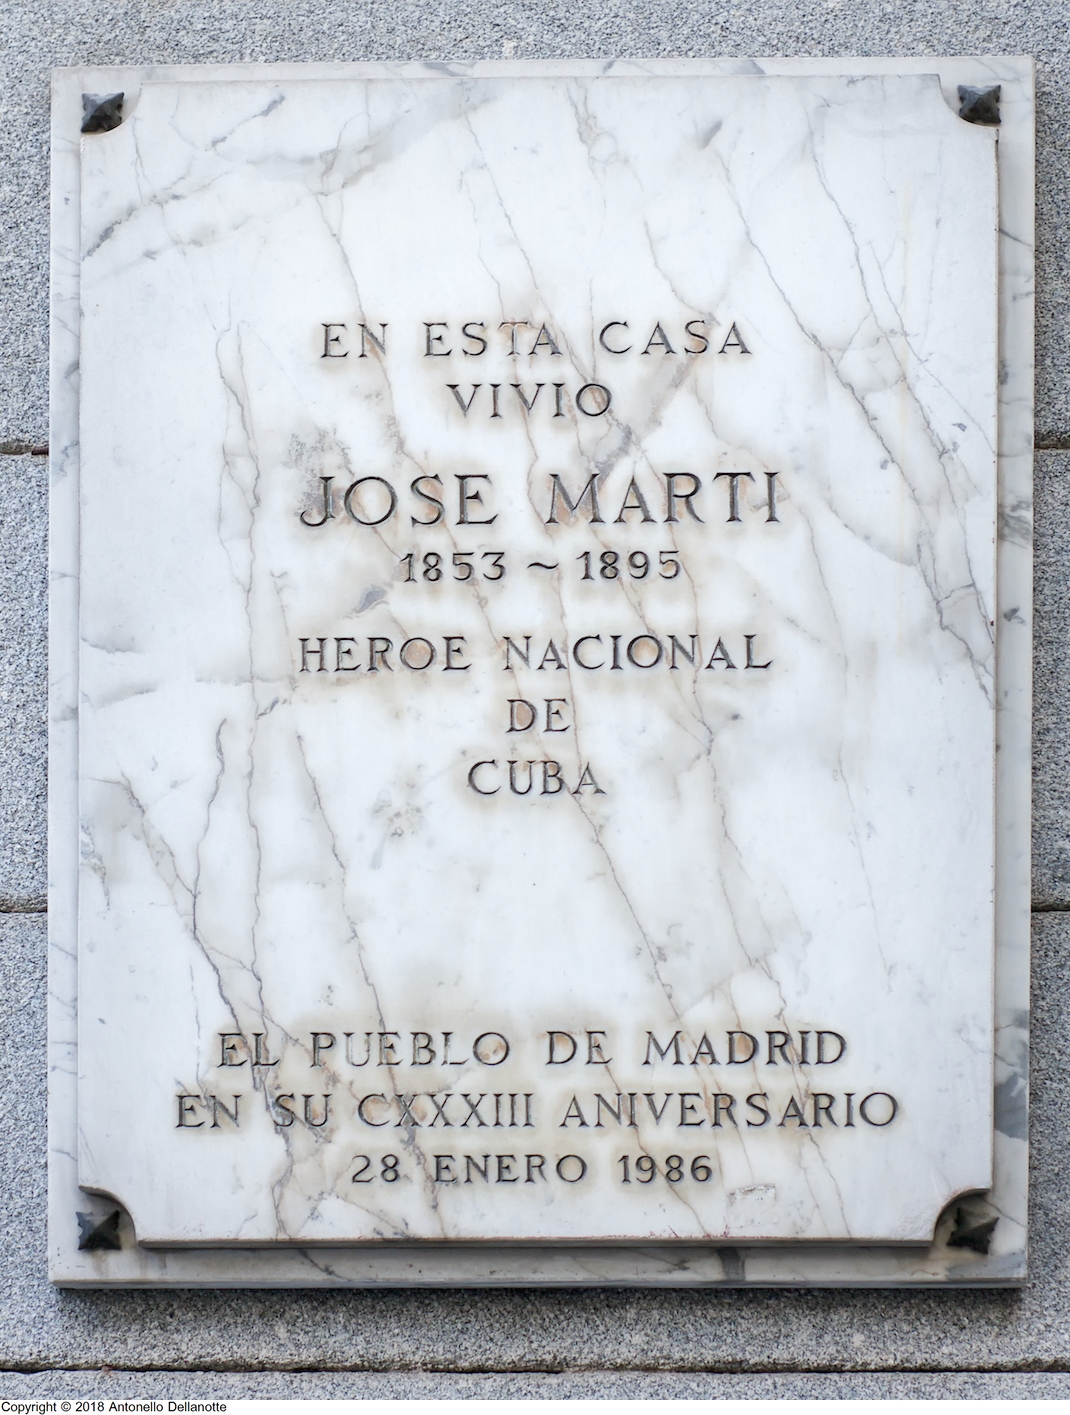 EN ESTA CASA
VIVIO
JOSE MARTI
1853 ~ 1895
HEROE NACIONAL
DE
CUBA
EL PUEBLO DE MADRID
EN SU CXXXIII ANIVERSARIO
28 ENERO 1986
Copyright © 2018 Antonello Dellanotte